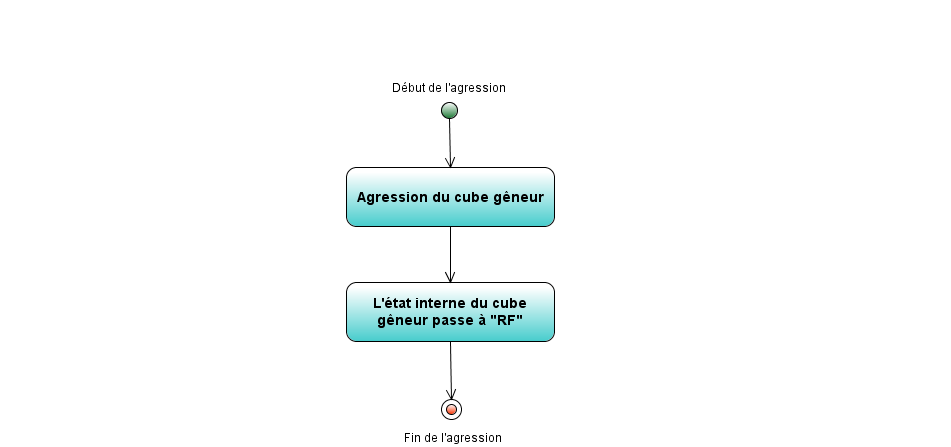 Début de l'agression
Agression du cube gêneur
L'état interne du cube
gêneur passe à "RF"
Fin de l'agression